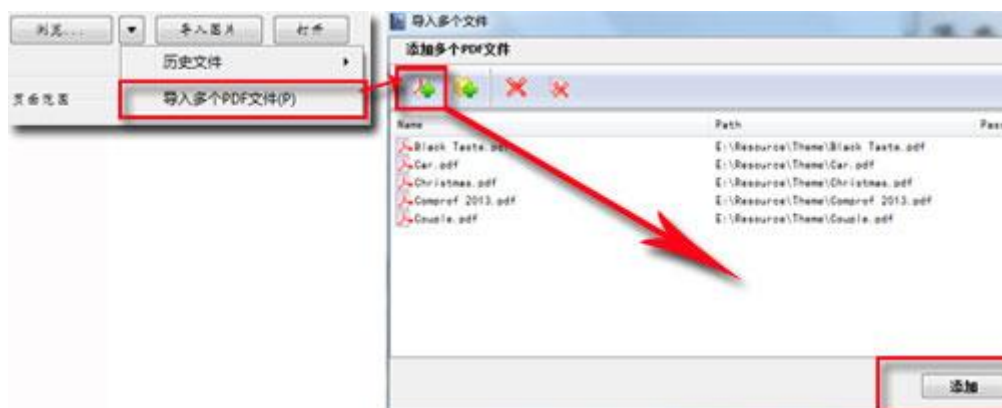 浏览...
导入图片
打开
历史文件
导入多个PDF文件(P)
页面范围
导入多个文件
添加多个PDF文件
Name Path Pass
Black Taste.pdf E:\Resource\Theme\Black Taste.pdf
Car.pdf E:\Resource\Theme\Car.pdf
Christmas.pdf E:\Resource\Theme\Christmas.pdf
Comprof 2013.pdf E:\Resource\Theme\Comprof 2013.pdf
Couple.pdf E:\Resource\Theme\Couple.pdf
添加